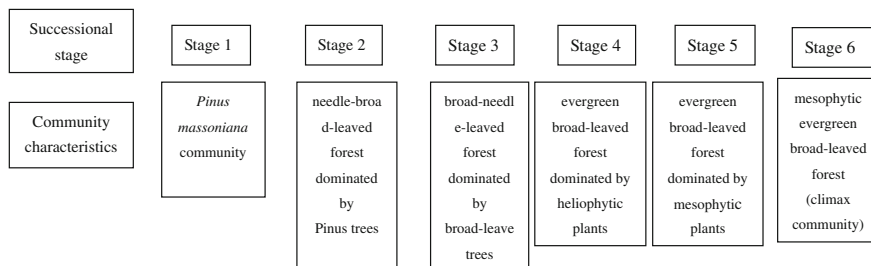 Successional
stage
Stage 1
Stage 2
Stage 3
Stage 4
Stage 5
Stage 6
Community
characteristics
Pinus
massoniana
community
needle-broa
d-leaved
forest
dominated
by
Pinus trees
broad-needl
e-leaved
forest
dominated
by
broad-leave
trees
evergreen
broad-leaved
forest
dominated by
heliophytic
plants
evergreen
broad-leaved
forest
dominated by
mesophytic
plants
mesophytic
evergreen
broad-leaved
forest
(climax
community)